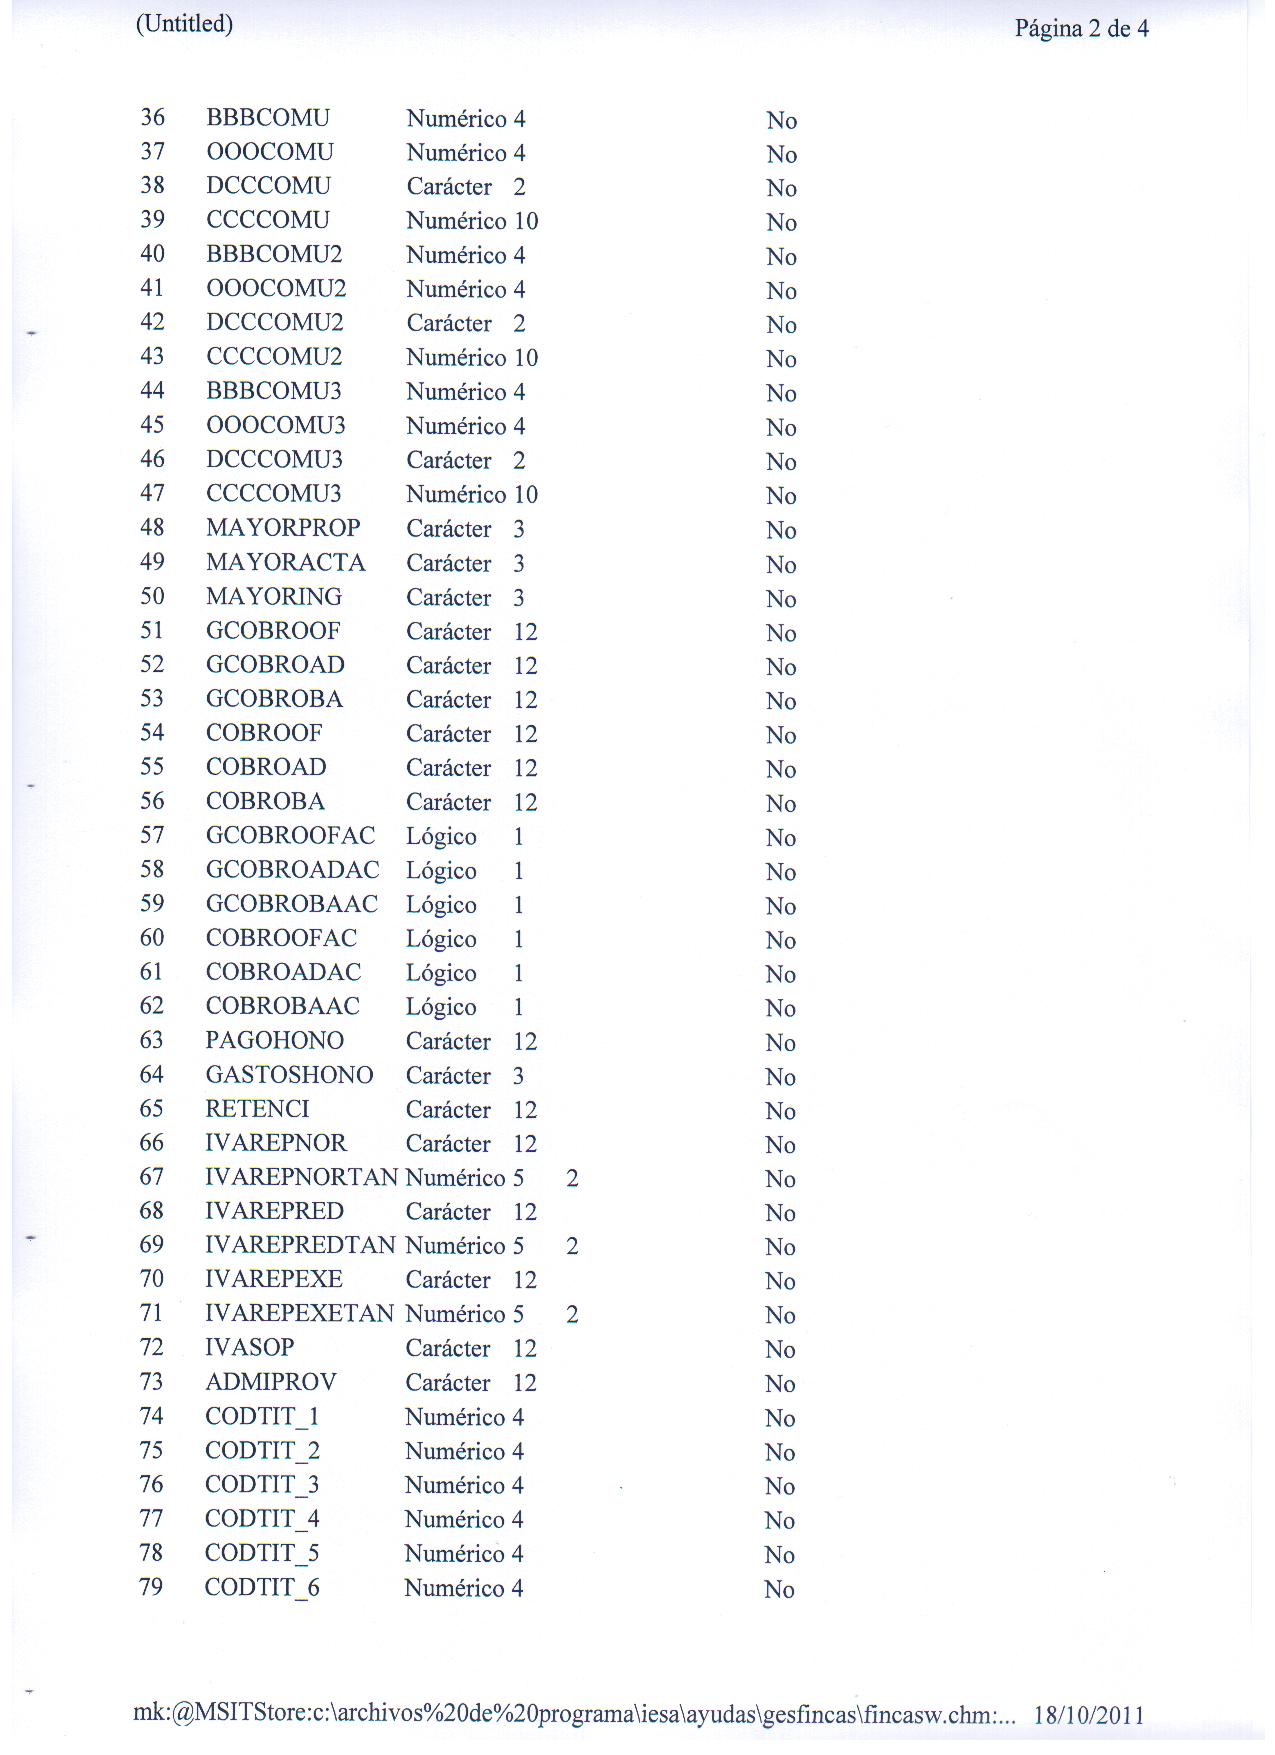 (Untitled) Página 2 de 4
36 BBBCOMU Numérico 4 No
37 OOOCOMU Numérico 4 No
38 DCCCOMU Carácter 2 No
39 CCCCOMU Numérico 10 No
40 BBBCOMU2 Numérico 4 No
41 OOOCOMU2 Numérico 4 No
42 DCCCOMU2 Carácter 2 No
43 CCCCOMU2 Numérico 10 No
44 BBBCOMU3 Numérico 4 No
45 OOOCOMU3 Numérico 4 No
46 DCCCOMU3 Carácter 2 No
47 CCCCOMU3 Numérico 10 No
48 MAYORPROP Carácter 3 No
49 MAYORACTA Carácter 3 No
50 MAYORING Carácter 3 No
51 GCOBROOF Carácter 12 No
52 GCOBROAD Carácter 12 No
53 GCOBROBA Carácter 12 No
54 COBROOF Carácter 12 No
55 COBROAD Carácter 12 No
56 COBROBA Carácter 12 No
57 GCOBROOFAC Lógico 1 No
58 GCOBROADAC Lógico 1 No
59 GCOBROBAAC Lógico 1 No
60 COBROOFAC Lógico 1 No
61 COBROADAC Lógico 1 No
62 COBROBAAC Lógico 1 No
63 PAGOHONO Carácter 12 No
64 GASTOSHONO Carácter 3 No
65 RETENCI Carácter 12 No
66 IVAREPNOR Carácter 12 No
67 IVAREPNORTAN Numérico 5 2 No
68 IVAREPRED Carácter 12 No
69 IVAREPREDTAN Numérico 5 2 No
70 IVAREPEXE Carácter 12 No
71 IVAREPEXETAN Numérico 5 2 No
72 IVASOP Carácter 12 No
73 ADMIPROV Carácter 12 No
74 CODTIT_1 Numérico 4 No
75 CODTIT_2 Numérico 4 No
76 CODTIT_3 Numérico 4 No
77 CODTIT_4 Numérico 4 No
78 CODTIT_5 Numérico 4 No
79 CODTIT_6 Numérico 4 No
mk:@MSITStore:c:\archivos%20de%20programa\iesa\ayudas\gesfincas\fincasw.chm:... 18/10/2011